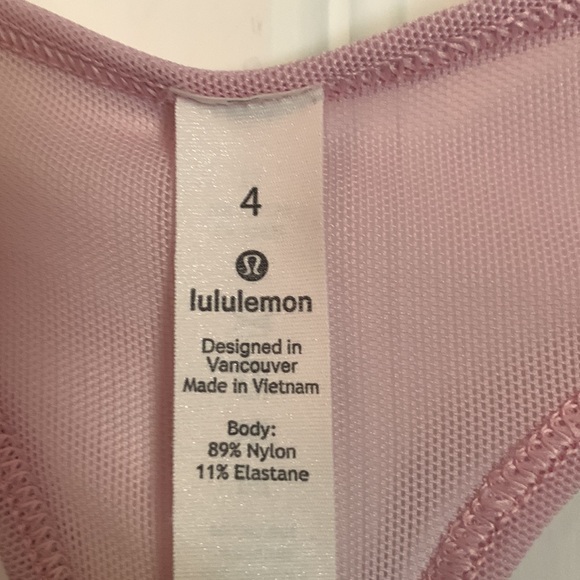 4
lululemon
Designed in
Vancouver
Made in Vietnam
Body:
89% Nylon
11% Elastane